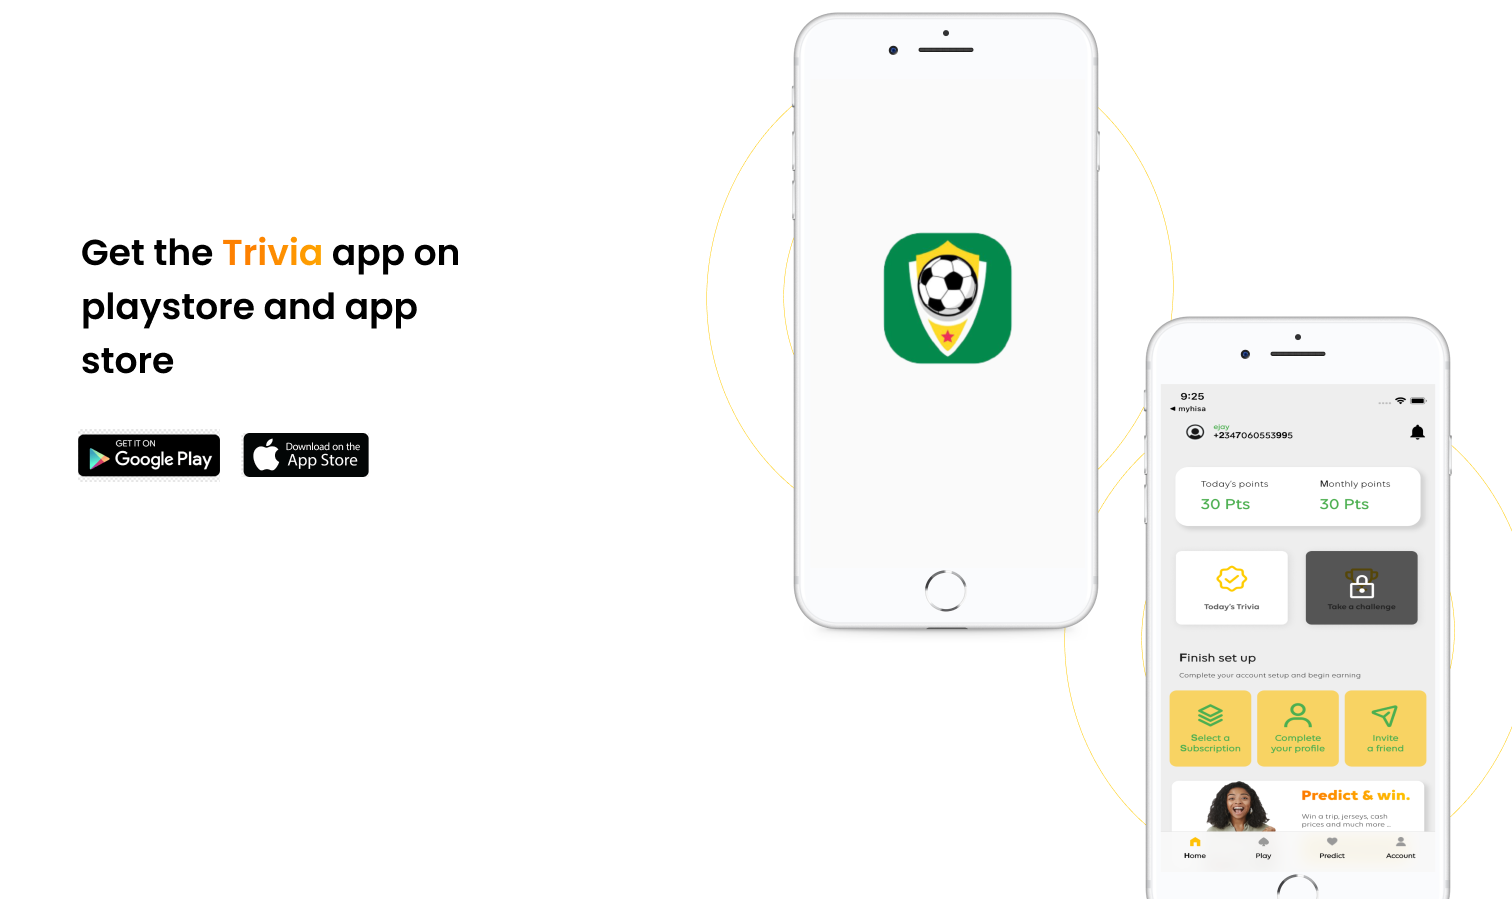 Get the Trivia app on
playstore and app
store
GET IT ON
Google Play
Download on the
App Store
9:25
◀ myhisa
ejay
+2347060553995
Today's points
Monthly points
30 Pts
30 Pts
Today's Trivia
Take a challenge
Finish set up
Complete your account setup and begin earning
Select a
Subscription
Complete
your profile
Invite
a friend
Predict & win.
Win a trip, jerseys, cash
prices and much more ...
Home
Play
Predict
Account